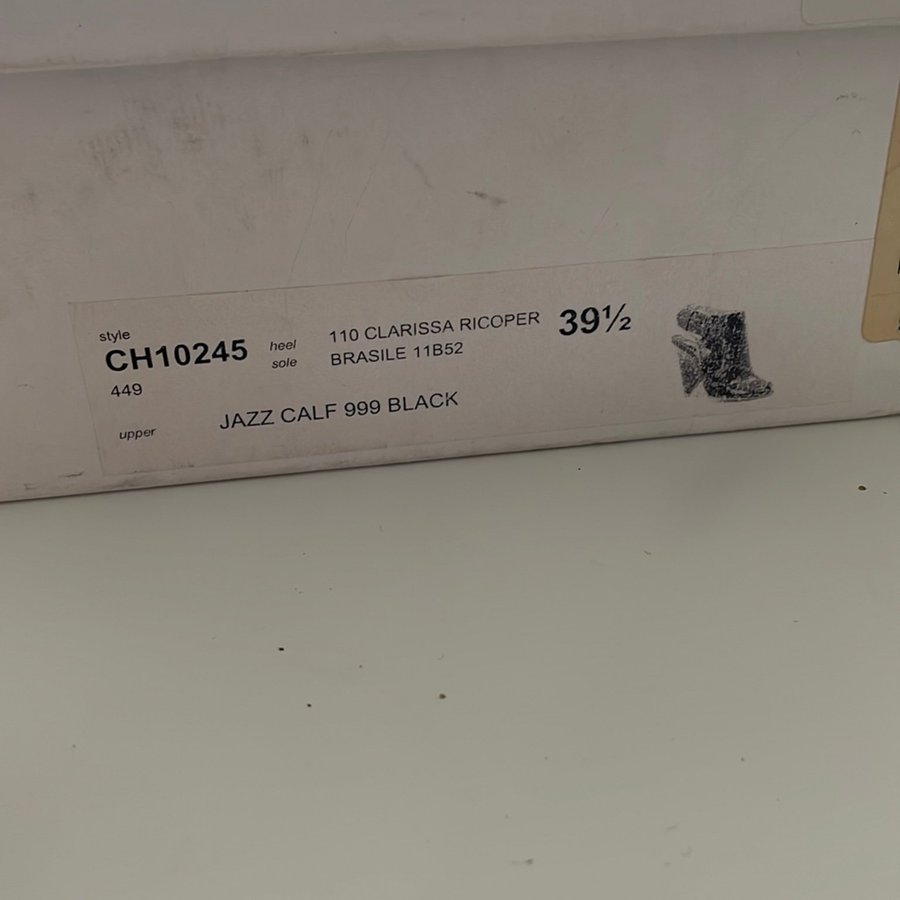 style
CH10245
heel
110 CLARISSA RICOPER
39½
449
sole
BRASILE 11B52
upper
JAZZ CALF 999 BLACK